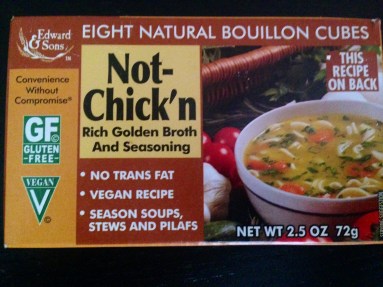 Edward
& Sons™
EIGHT NATURAL BOUILLON CUBES
Convenience
Without
Compromise®
Not-
Chick'n
Rich Golden Broth
And Seasoning
THIS
RECIPE
ON BACK
GF©
GLUTEN
-FREE-
VEGAN
V
©
• NO TRANS FAT
• VEGAN RECIPE
• SEASON SOUPS,
STEWS AND PILAFS
NET WT 2.5 OZ 72g